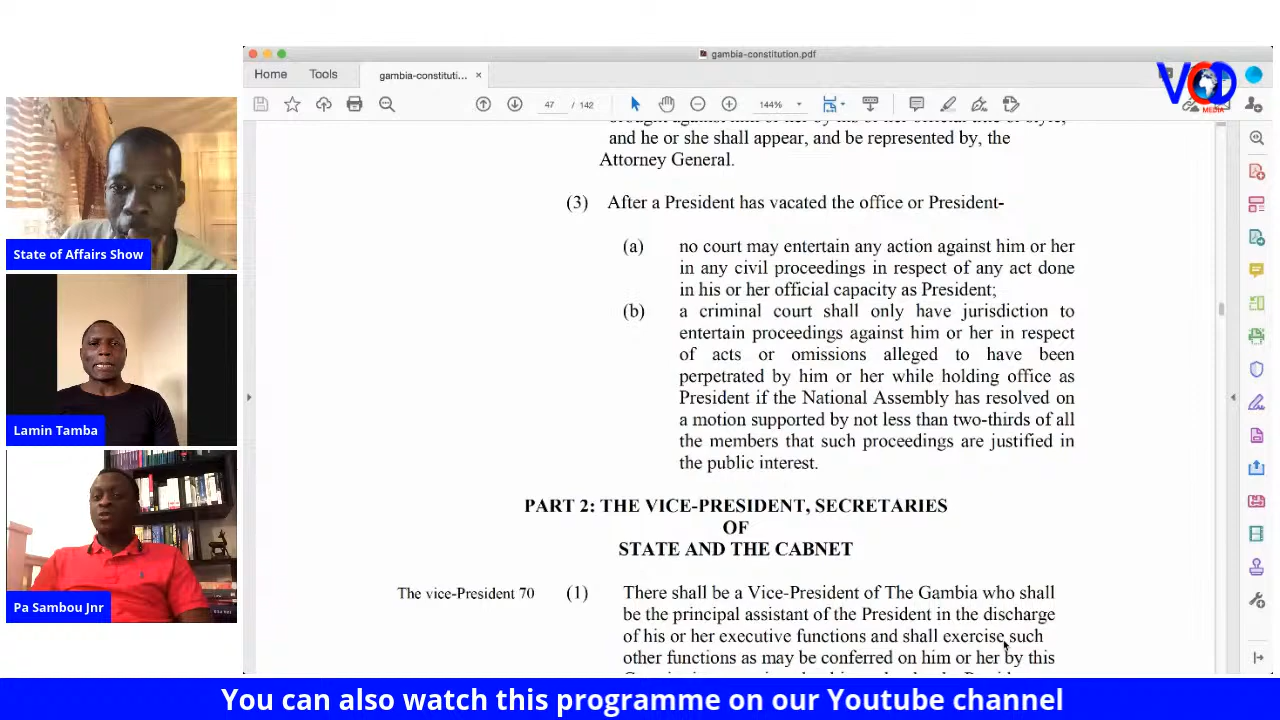 gambia-constitution.pdf
Home
Tools
gambia-constituti...
×
47 / 142
144%
VOD
MEDIA
and he or she shall appear, and be represented by, the
Attorney General.
(3) After a President has vacated the office or President-
(a) no court may entertain any action against him or her
in any civil proceedings in respect of any act done
in his or her official capacity as President;
(b) a criminal court shall only have jurisdiction to
entertain proceedings against him or her in respect
of acts or omissions alleged to have been
perpetrated by him or her while holding office as
President if the National Assembly has resolved on
a motion supported by not less than two-thirds of all
the members that such proceedings are justified in
the public interest.
PART 2: THE VICE-PRESIDENT, SECRETARIES
OF
STATE AND THE CABNET
The vice-President 70 (1) There shall be a Vice-President of The Gambia who shall
be the principal assistant of the President in the discharge
of his or her executive functions and shall exercise such
other functions as may be conferred on him or her by this
State of Affairs Show
Lamin Tamba
Pa Sambou Jnr
You can also watch this programme on our Youtube channel